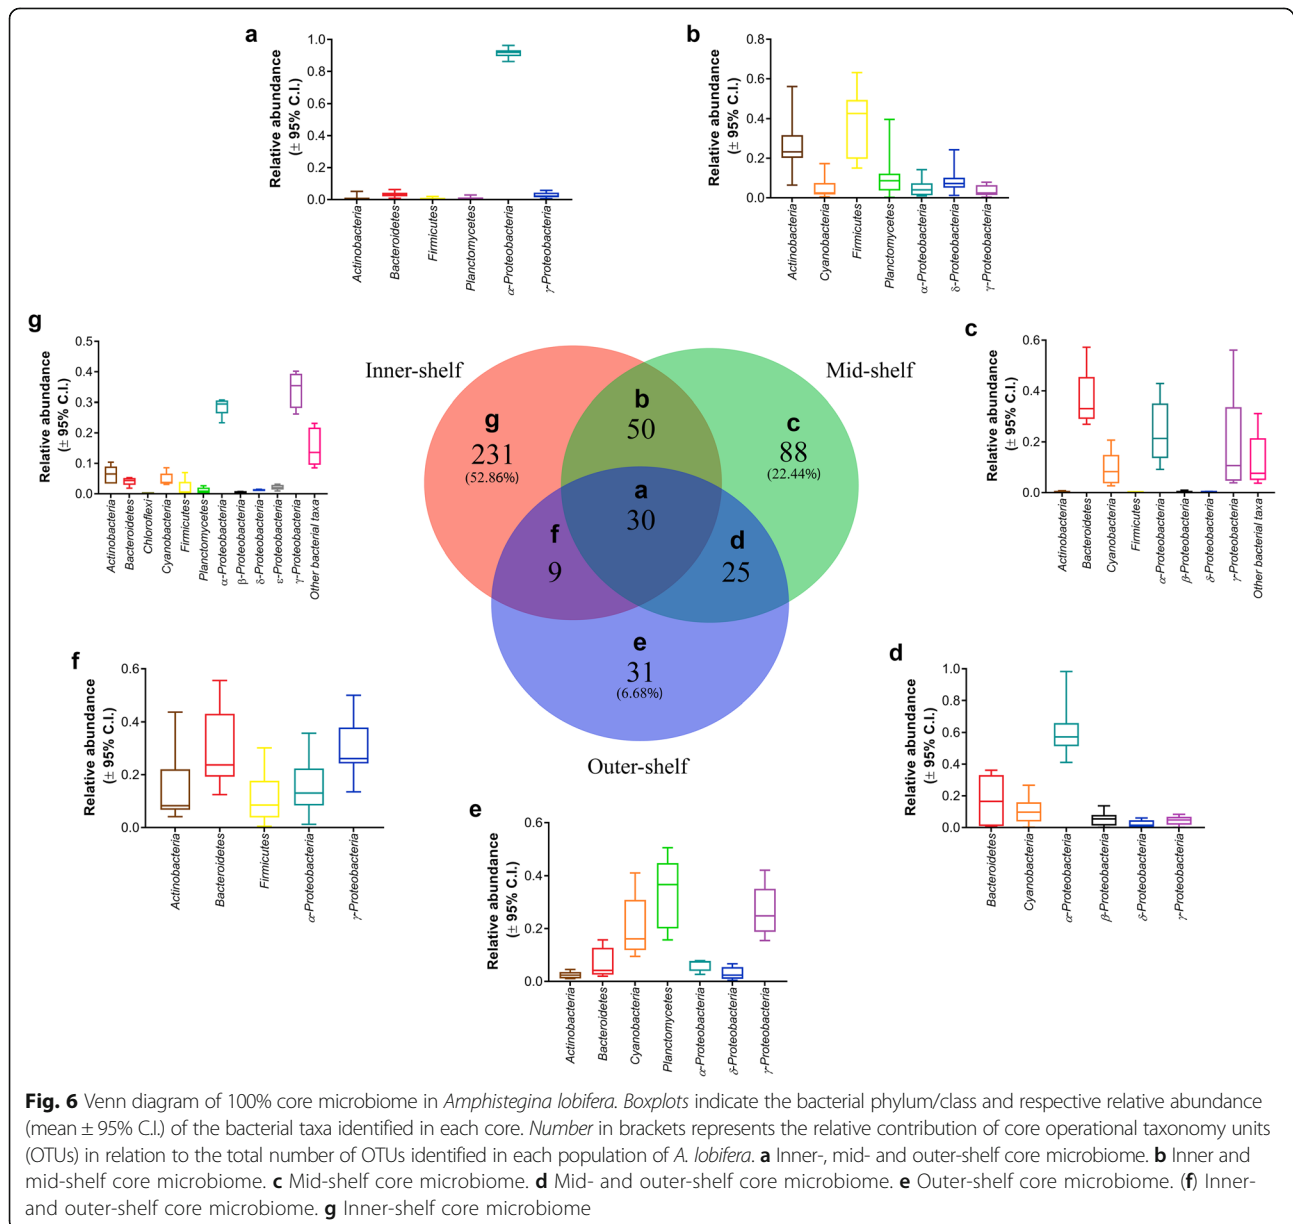 a
Relative abundance
(± 95% C.I.)
1.0
0.8
0.6
0.4
0.2
0.0
Actinobacteria
Bacteroidetes
Firmicutes
Planctomycetes
α-Proteobacteria
γ-Proteobacteria
b
Relative abundance
(± 95% C.I.)
0.8
0.6
0.4
0.2
0.0
Actinobacteria
Cyanobacteria
Firmicutes
Planctomycetes
α-Proteobacteria
δ-Proteobacteria
γ-Proteobacteria
g
Relative abundance
(± 95% C.I.)
0.5
0.4
0.3
0.2
0.1
0.0
Actinobacteria
Bacteroidetes
Chloroflexi
Cyanobacteria
Firmicutes
Planctomycetes
α-Proteobacteria
β-Proteobacteria
δ-Proteobacteria
ε-Proteobacteria
γ-Proteobacteria
Other bacterial taxa
Inner-shelf
Mid-shelf
Outer-shelf
g
231
(52.86%)
b
50
c
88
(22.44%)
a
30
f
9
d
25
e
31
(6.68%)
c
Relative abundance
(± 95% C.I.)
0.6
0.4
0.2
0.0
Actinobacteria
Bacteroidetes
Cyanobacteria
Firmicutes
α-Proteobacteria
β-Proteobacteria
δ-Proteobacteria
γ-Proteobacteria
Other bacterial taxa
f
Relative abundance
(± 95% C.I.)
0.6
0.4
0.2
0.0
Actinobacteria
Bacteroidetes
Firmicutes
α-Proteobacteria
γ-Proteobacteria
d
Relative abundance
(± 95% C.I.)
1.0
0.8
0.6
0.4
0.2
0.0
Bacteroidetes
Cyanobacteria
α-Proteobacteria
β-Proteobacteria
δ-Proteobacteria
γ-Proteobacteria
e
Relative abundance
(± 95% C.I.)
0.6
0.4
0.2
0.0
Actinobacteria
Bacteroidetes
Cyanobacteria
Planctomycetes
α-Proteobacteria
δ-Proteobacteria
γ-Proteobacteria
Fig. 6 Venn diagram of 100% core microbiome in Amphistegina lobifera. Boxplots indicate the bacterial phylum/class and respective relative abundance
(mean ± 95% C.I.) of the bacterial taxa identified in each core. Number in brackets represents the relative contribution of core operational taxonomy units
(OTUs) in relation to the total number of OTUs identified in each population of A. lobifera. a Inner-, mid- and outer-shelf core microbiome. b Inner and
mid-shelf core microbiome. c Mid-shelf core microbiome. d Mid- and outer-shelf core microbiome. e Outer-shelf core microbiome. (f) Inner-
and outer-shelf core microbiome. g Inner-shelf core microbiome